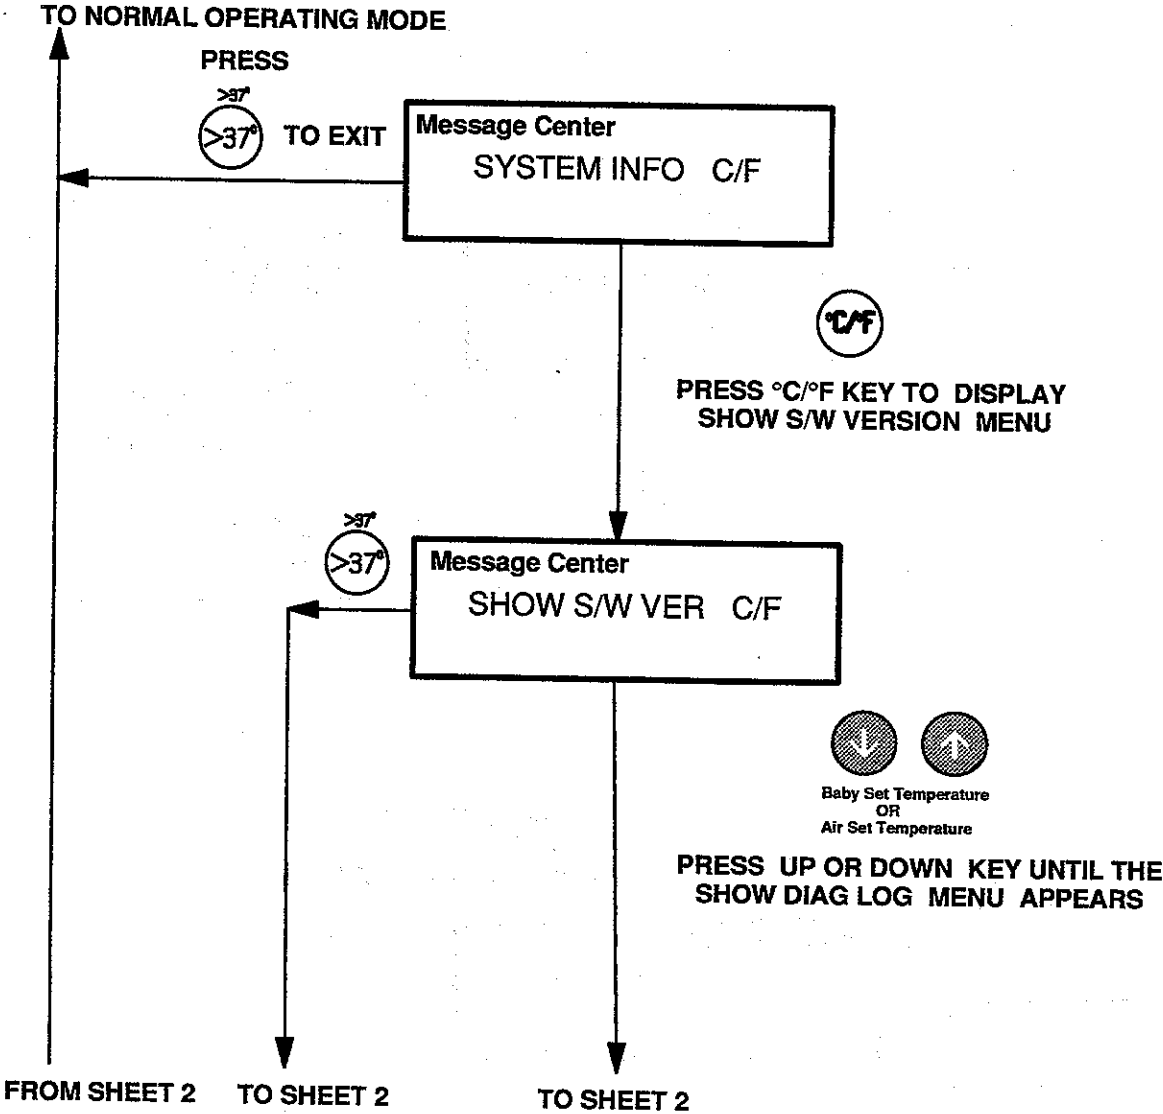 TO NORMAL OPERATING MODE
PRESS
>37°
>37° TO EXIT
Message Center
SYSTEM INFO C/F
°C/°F
PRESS °C/°F KEY TO DISPLAY
SHOW S/W VERSION MENU
>37°
>37°
Message Center
SHOW S/W VER C/F
Baby Set Temperature
OR
Air Set Temperature
PRESS UP OR DOWN KEY UNTIL THE
SHOW DIAG LOG MENU APPEARS
FROM SHEET 2 TO SHEET 2 TO SHEET 2